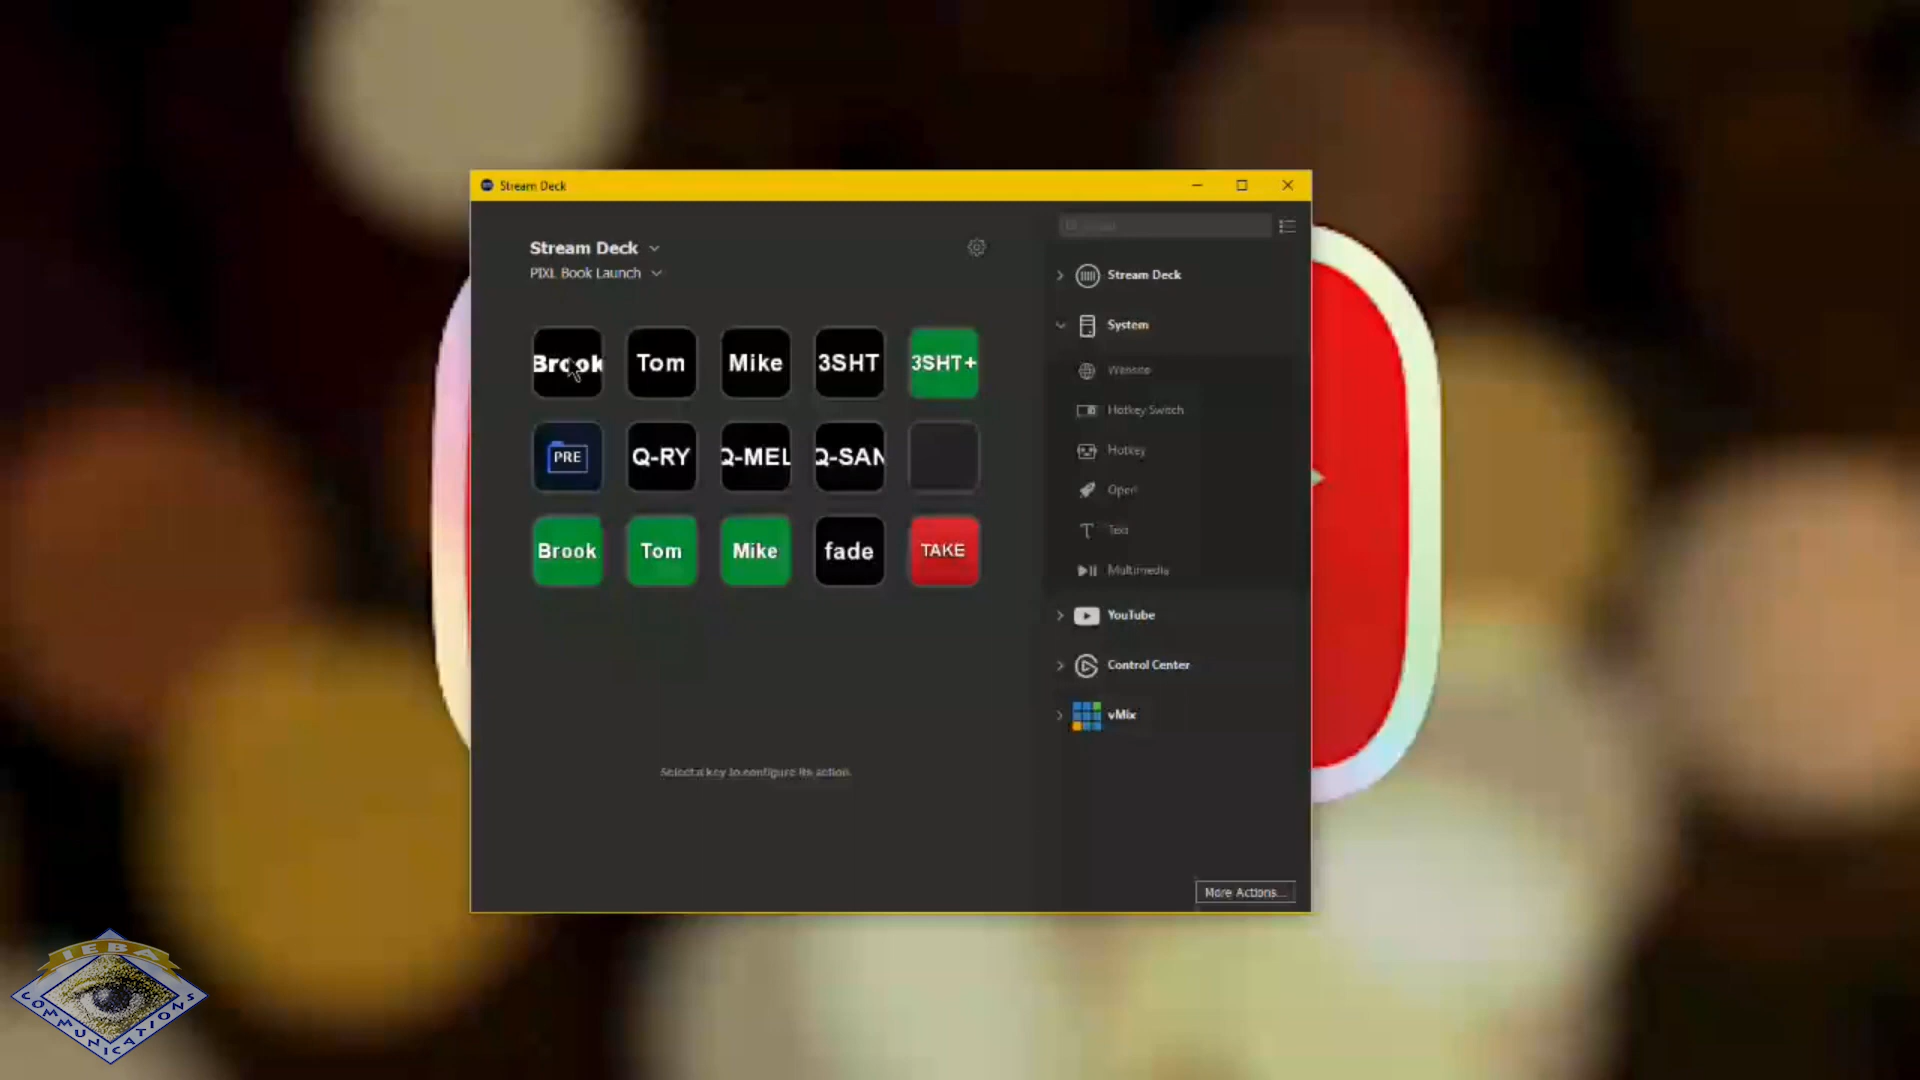 Stream Deck
Stream Deck
PIXL Book Launch
Brook Tom Mike 3SHT 3SHT+
PRE Q-RY Q-MEL Q-SAN
Brook Tom Mike fade TAKE
Select a key to configure its action.
Stream Deck
System
Website
Hotkey Switch
Hotkey
Open
Text
Multimedia
YouTube
Control Center
vMix
More Actions...
IEBA
COMMUNICATIONS